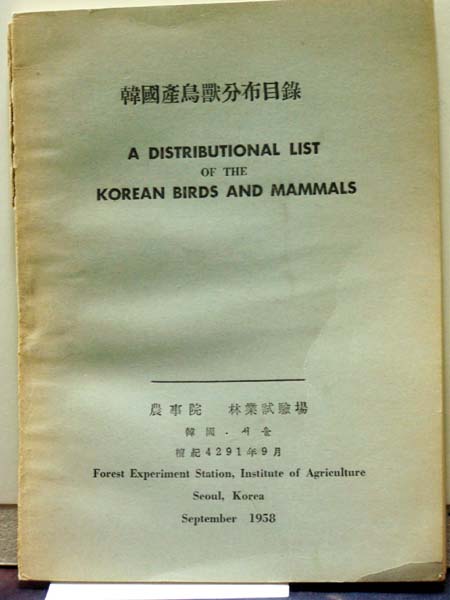 韓國產鳥獸分布目錄
A DISTRIBUTIONAL LIST
OF THE
KOREAN BIRDS AND MAMMALS
農事院 林業試驗場
韓國 . 서울
檀紀4291年9月
Forest Experiment Station, Institute of Agriculture
Seoul, Korea
September 1958